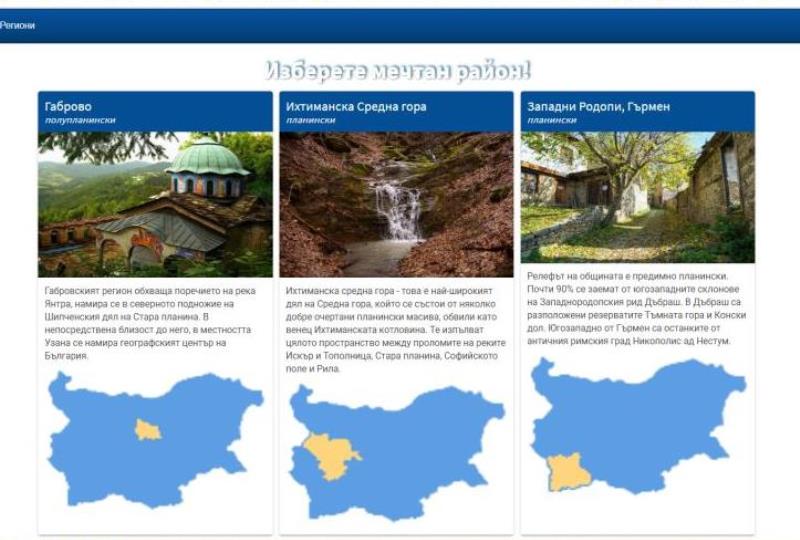 Региони
Изберете мечтан район!
Габрово
полупланински
Габровският регион обхваща поречието на река
Янтра, намира се в северното подножие на
Шипченския дял на Стара планина. В
непосредствена близост до него, в местността
Узана се намира географският център на
България.
Ихтиманска Средна гора
планински
Ихтиманска средна гора - това е най-широкият
дял на Средна гора, който се състои от няколко
добре очертани планински масива, обвили като
венец Ихтиманската котловина. Те изпълват
цялото пространство между проломите на реките
Искър и Тополница, Стара планина, Софийското
поле и Рила.
Западни Родопи, Гърмен
планински
Релефът на общината е предимно планински.
Почти 90% се заемат от югозападните склонове
на Западнородопския рид Дъбраш. В Дъбраш са
разположени резерватите Тъмната гора и Конски
дол. Югозападно от Гърмен са останките от
античния римския град Никополис ад Нестум.